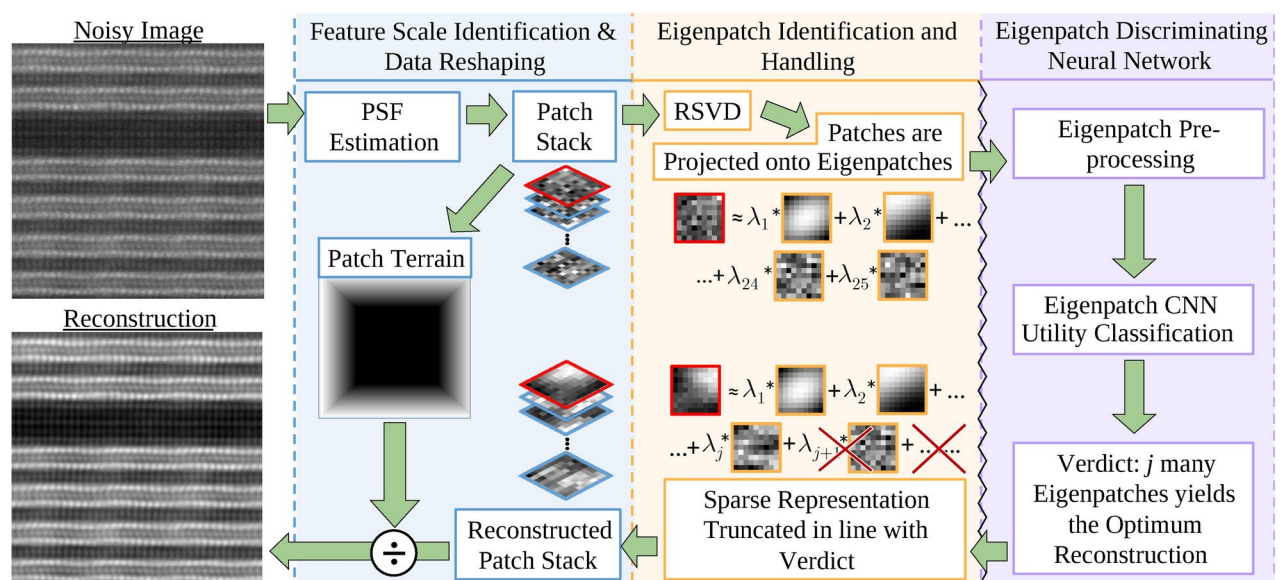 Noisy Image
Reconstruction
Feature Scale Identification &
Data Reshaping
PSF
Estimation
Patch
Stack
Patch Terrain
Reconstructed
Patch Stack
÷
Eigenpatch Identification and
Handling
RSVD
Patches are
Projected onto Eigenpatches
≈ λ₁* + λ₂* + ...
...+ λ₂₄* + λ₂₅*
≈ λ₁* + λ₂* + ...
...+ λⱼ* + λⱼ₊₁* + ......
Sparse Representation
Truncated in line with
Verdict
Eigenpatch Discriminating
Neural Network
Eigenpatch Pre-
processing
Eigenpatch CNN
Utility Classification
Verdict: j many
Eigenpatches yields
the Optimum
Reconstruction